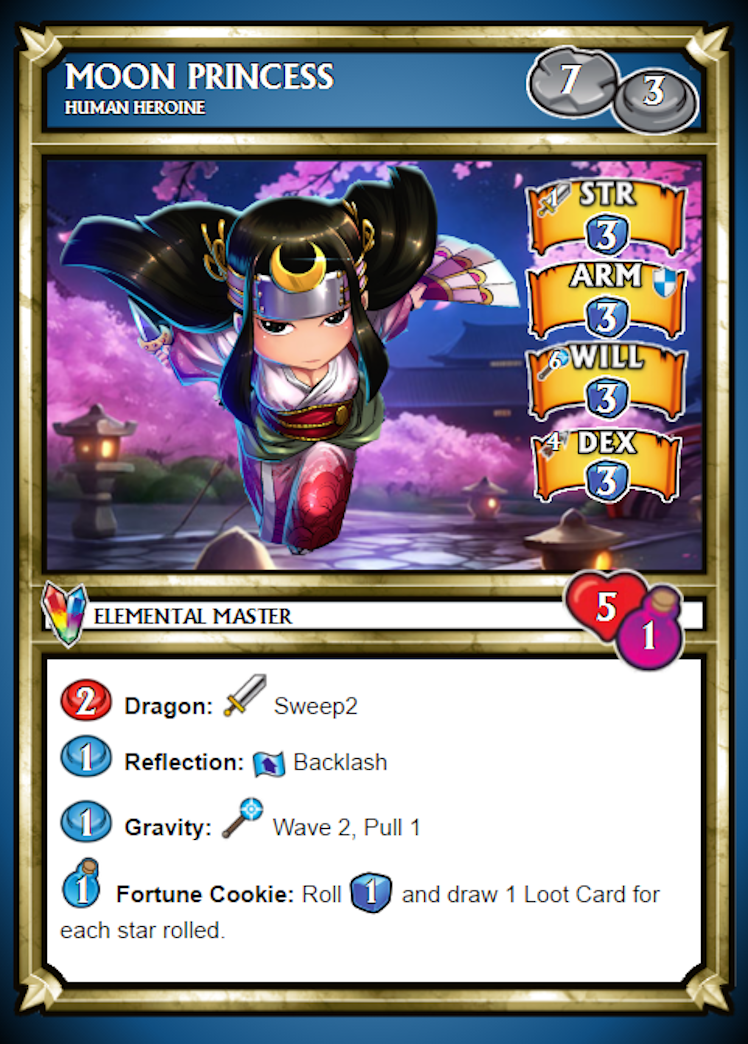 MOON PRINCESS
HUMAN HEROINE
7 3
1 STR
3
ARM
3
6 WILL
3
4 DEX
3
ELEMENTAL MASTER
5
1
2 Dragon: Sweep2
1 Reflection: Backlash
1 Gravity: Wave 2, Pull 1
1 Fortune Cookie: Roll 1 and draw 1 Loot Card for
each star rolled.